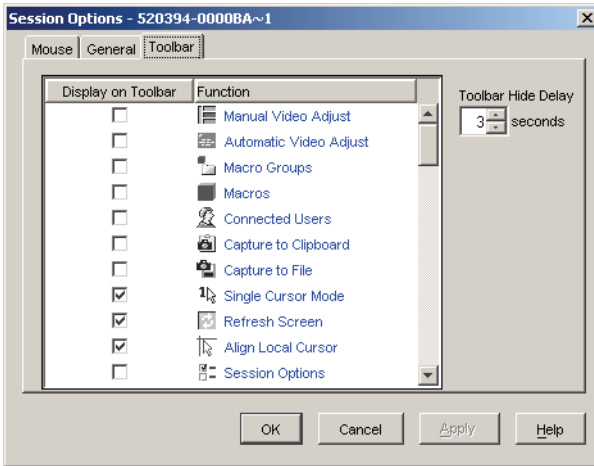 Session Options - 520394-0000BA~1
Mouse General Toolbar
Display on Toolbar Function
Toolbar Hide Delay
3 seconds
Manual Video Adjust
Automatic Video Adjust
Macro Groups
Macros
Connected Users
Capture to Clipboard
Capture to File
1 Single Cursor Mode
Refresh Screen
Align Local Cursor
Session Options
OK Cancel Apply Help